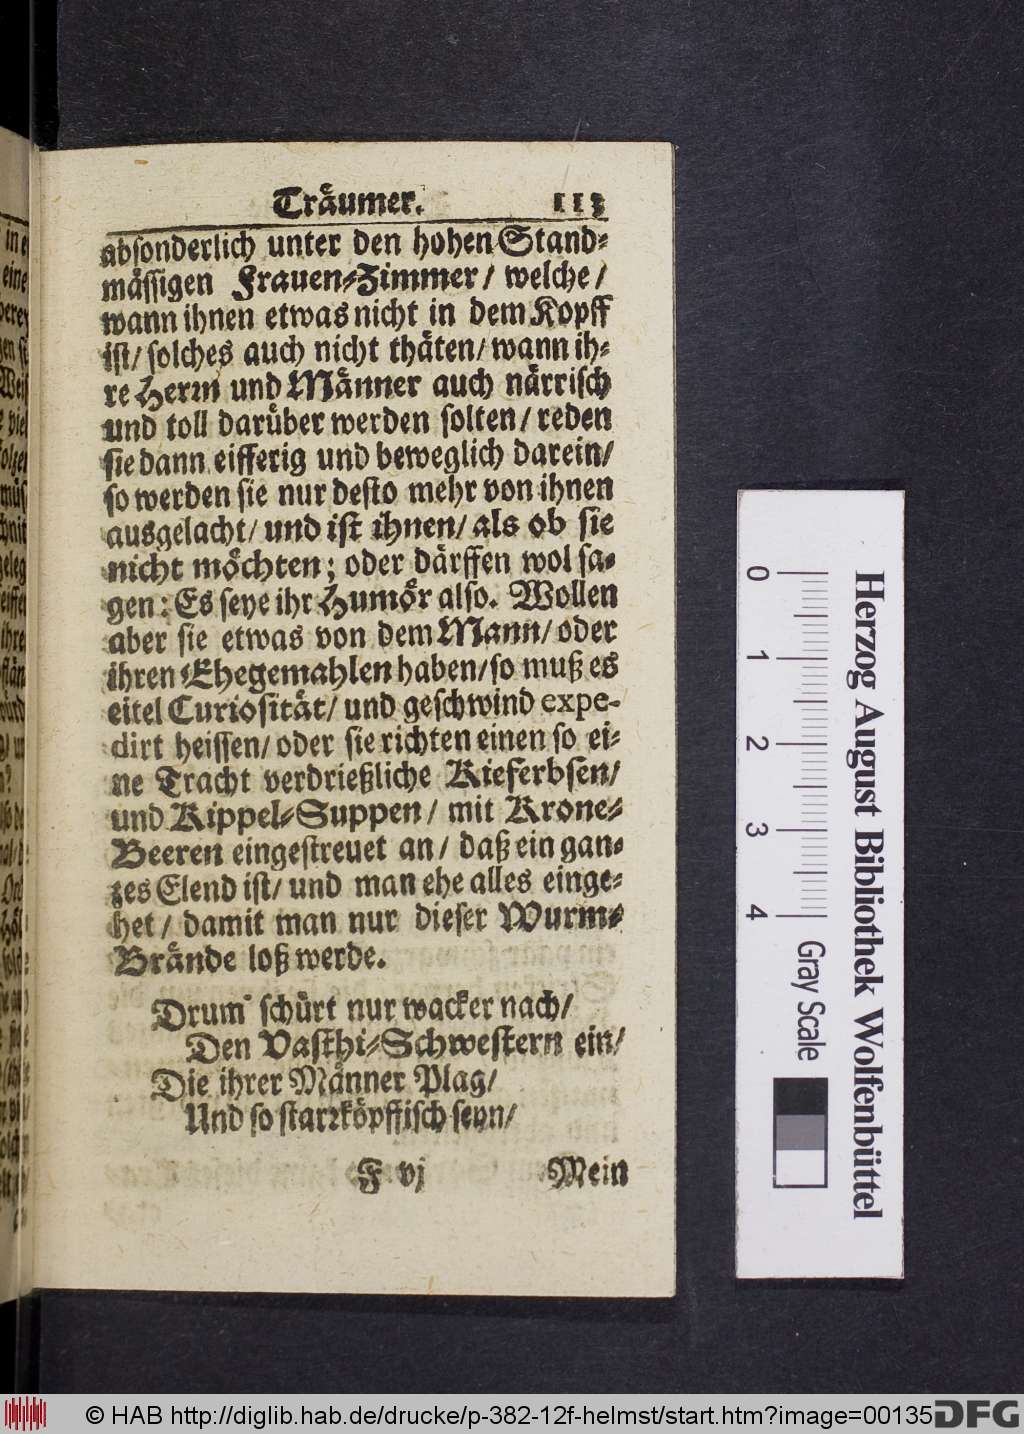 Träumer. 113
absonderlich unter den hohen Stand-
mässigen Frauen-Zimmer/ welche/
wann ihnen etwas nicht in dem Kopff
ist/ solches auch nicht thäten/ wann ih-
re Herrn und Männer auch närrisch
und toll darüber werden solten/ reden
sie dann eifferig und beweglich darein/
so werden sie nur desto mehr von ihnen
ausgelacht/ und ist ihnen/ als ob sie
nicht möchten; oder därffen wol sa-
gen: Es seye ihr Humör also. Wollen
aber sie etwas von dem Mann/ oder
ihren Ehegemahlen haben/ so muß es
eitel Curiosität/ und geschwind expe-
dirt heissen/ oder sie richten einen so ei-
ne Tracht verdrießliche Kieferbsen/
und Kippel-Suppen/ mit Krone-
Beeren eingestreuet an/ daß ein gan-
zes Elend ist/ und man ehe alles einge-
het/ damit man nur dieser Wurm-
Brände loß werde.
Drum schürt nur wacker nach/
Den Vasthi-Schwestern ein/
Die ihrer Männer Plag/
Und so starrköpffisch seyn/
F vj Mein
0 1 2 3 4 Gray Scale
Herzog August Bibliothek Wolfenbüttel
© HAB http://diglib.hab.de/drucke/p-382-12f-helmst/start.htm?image=00135
DFG